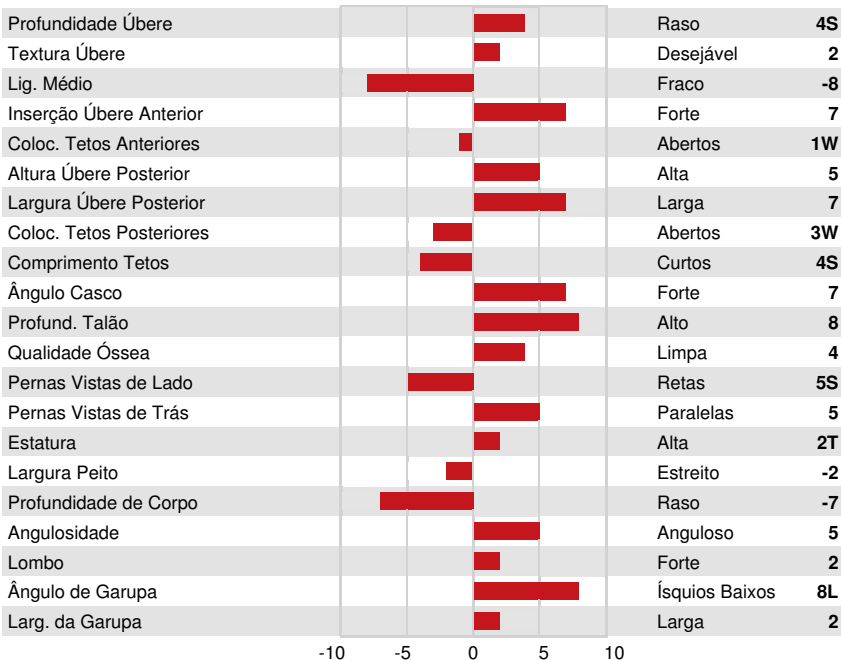 Profundidade Úbere Raso 4S
Textura Úbere Desejável 2
Lig. Médio Fraco -8
Inserção Úbere Anterior Forte 7
Coloc. Tetos Anteriores Abertos 1W
Altura Úbere Posterior Alta 5
Largura Úbere Posterior Larga 7
Coloc. Tetos Posteriores Abertos 3W
Comprimento Tetos Curtos 4S
Ângulo Casco Forte 7
Profund. Talão Alto 8
Qualidade Óssea Limpa 4
Pernas Vistas de Lado Retas 5S
Pernas Vistas de Trás Paralelas 5
Estatura Alta 2T
Largura Peito Estreito -2
Profundidade de Corpo Raso -7
Angulosidade Anguloso 5
Lombo Forte 2
Ângulo de Garupa Ísquios Baixos 8L
Larg. da Garupa Larga 2
-10 -5 0 5 10